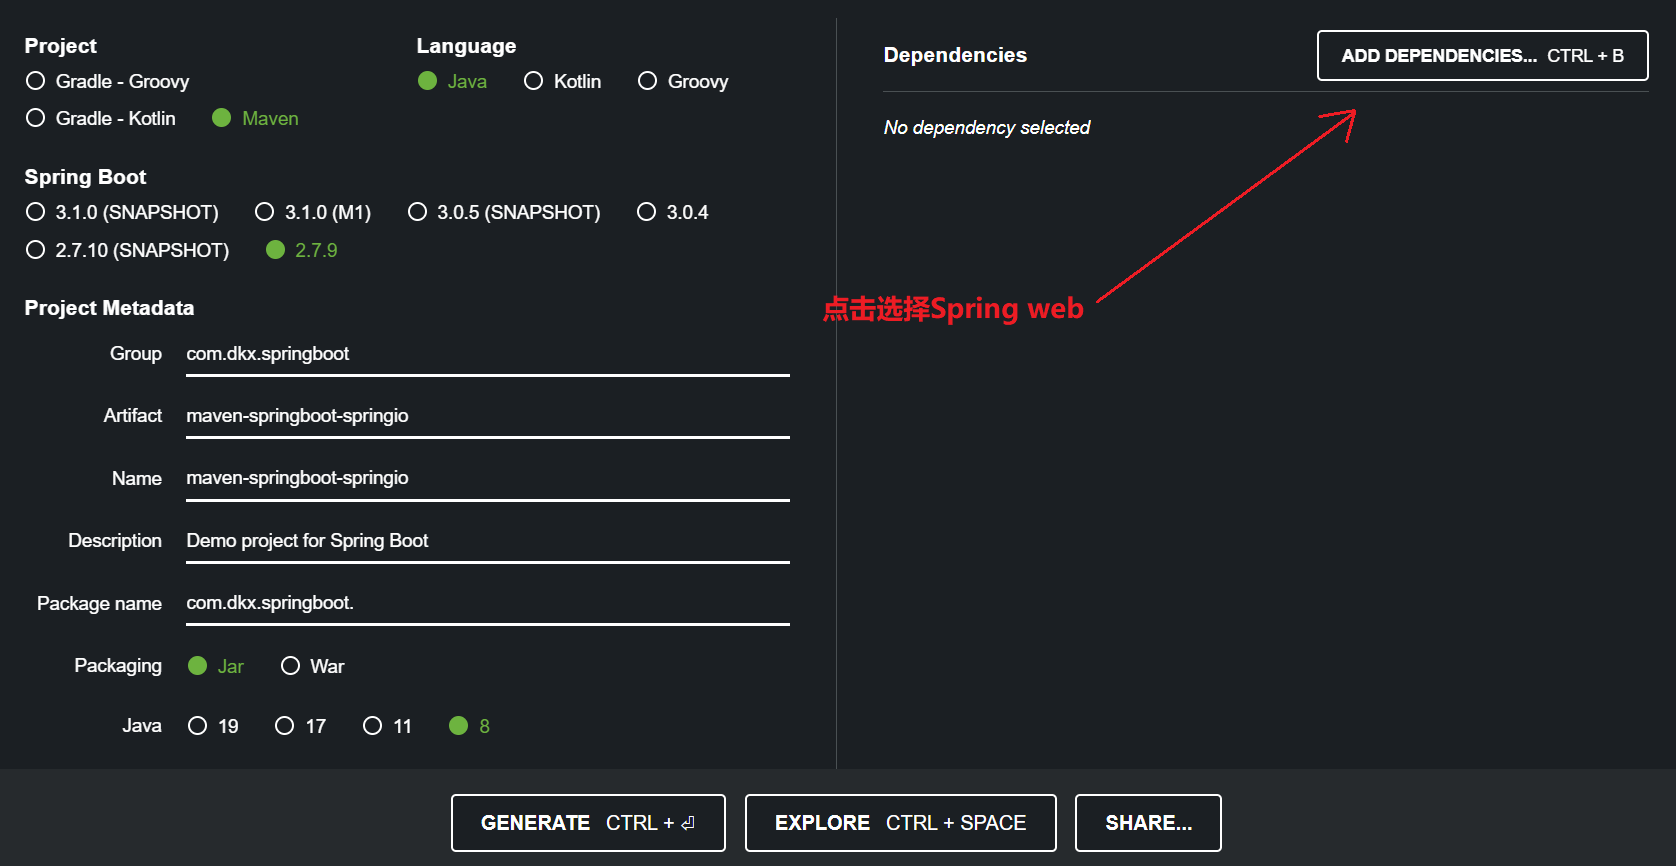 Project
Gradle - Groovy
Gradle - Kotlin Maven
Language
Java Kotlin Groovy
Spring Boot
3.1.0 (SNAPSHOT) 3.1.0 (M1) 3.0.5 (SNAPSHOT) 3.0.4
2.7.10 (SNAPSHOT) 2.7.9
Project Metadata
Group com.dkx.springboot
Artifact maven-springboot-springio
Name maven-springboot-springio
Description Demo project for Spring Boot
Package name com.dkx.springboot.
Packaging Jar War
Java 19 17 11 8
Dependencies
ADD DEPENDENCIES... CTRL + B
No dependency selected
点击选择Spring web
GENERATE CTRL + ⏎
EXPLORE CTRL + SPACE
SHARE...